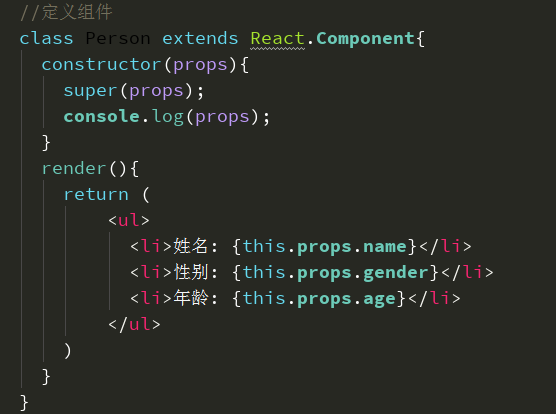 //定义组件
class Person extends React.Component{
  constructor(props){
    super(props);
    console.log(props);
  }
  render(){
    return (
        <ul>
          <li>姓名: {this.props.name}</li>
          <li>性别: {this.props.gender}</li>
          <li>年龄: {this.props.age}</li>
        </ul>
    )
  }
}